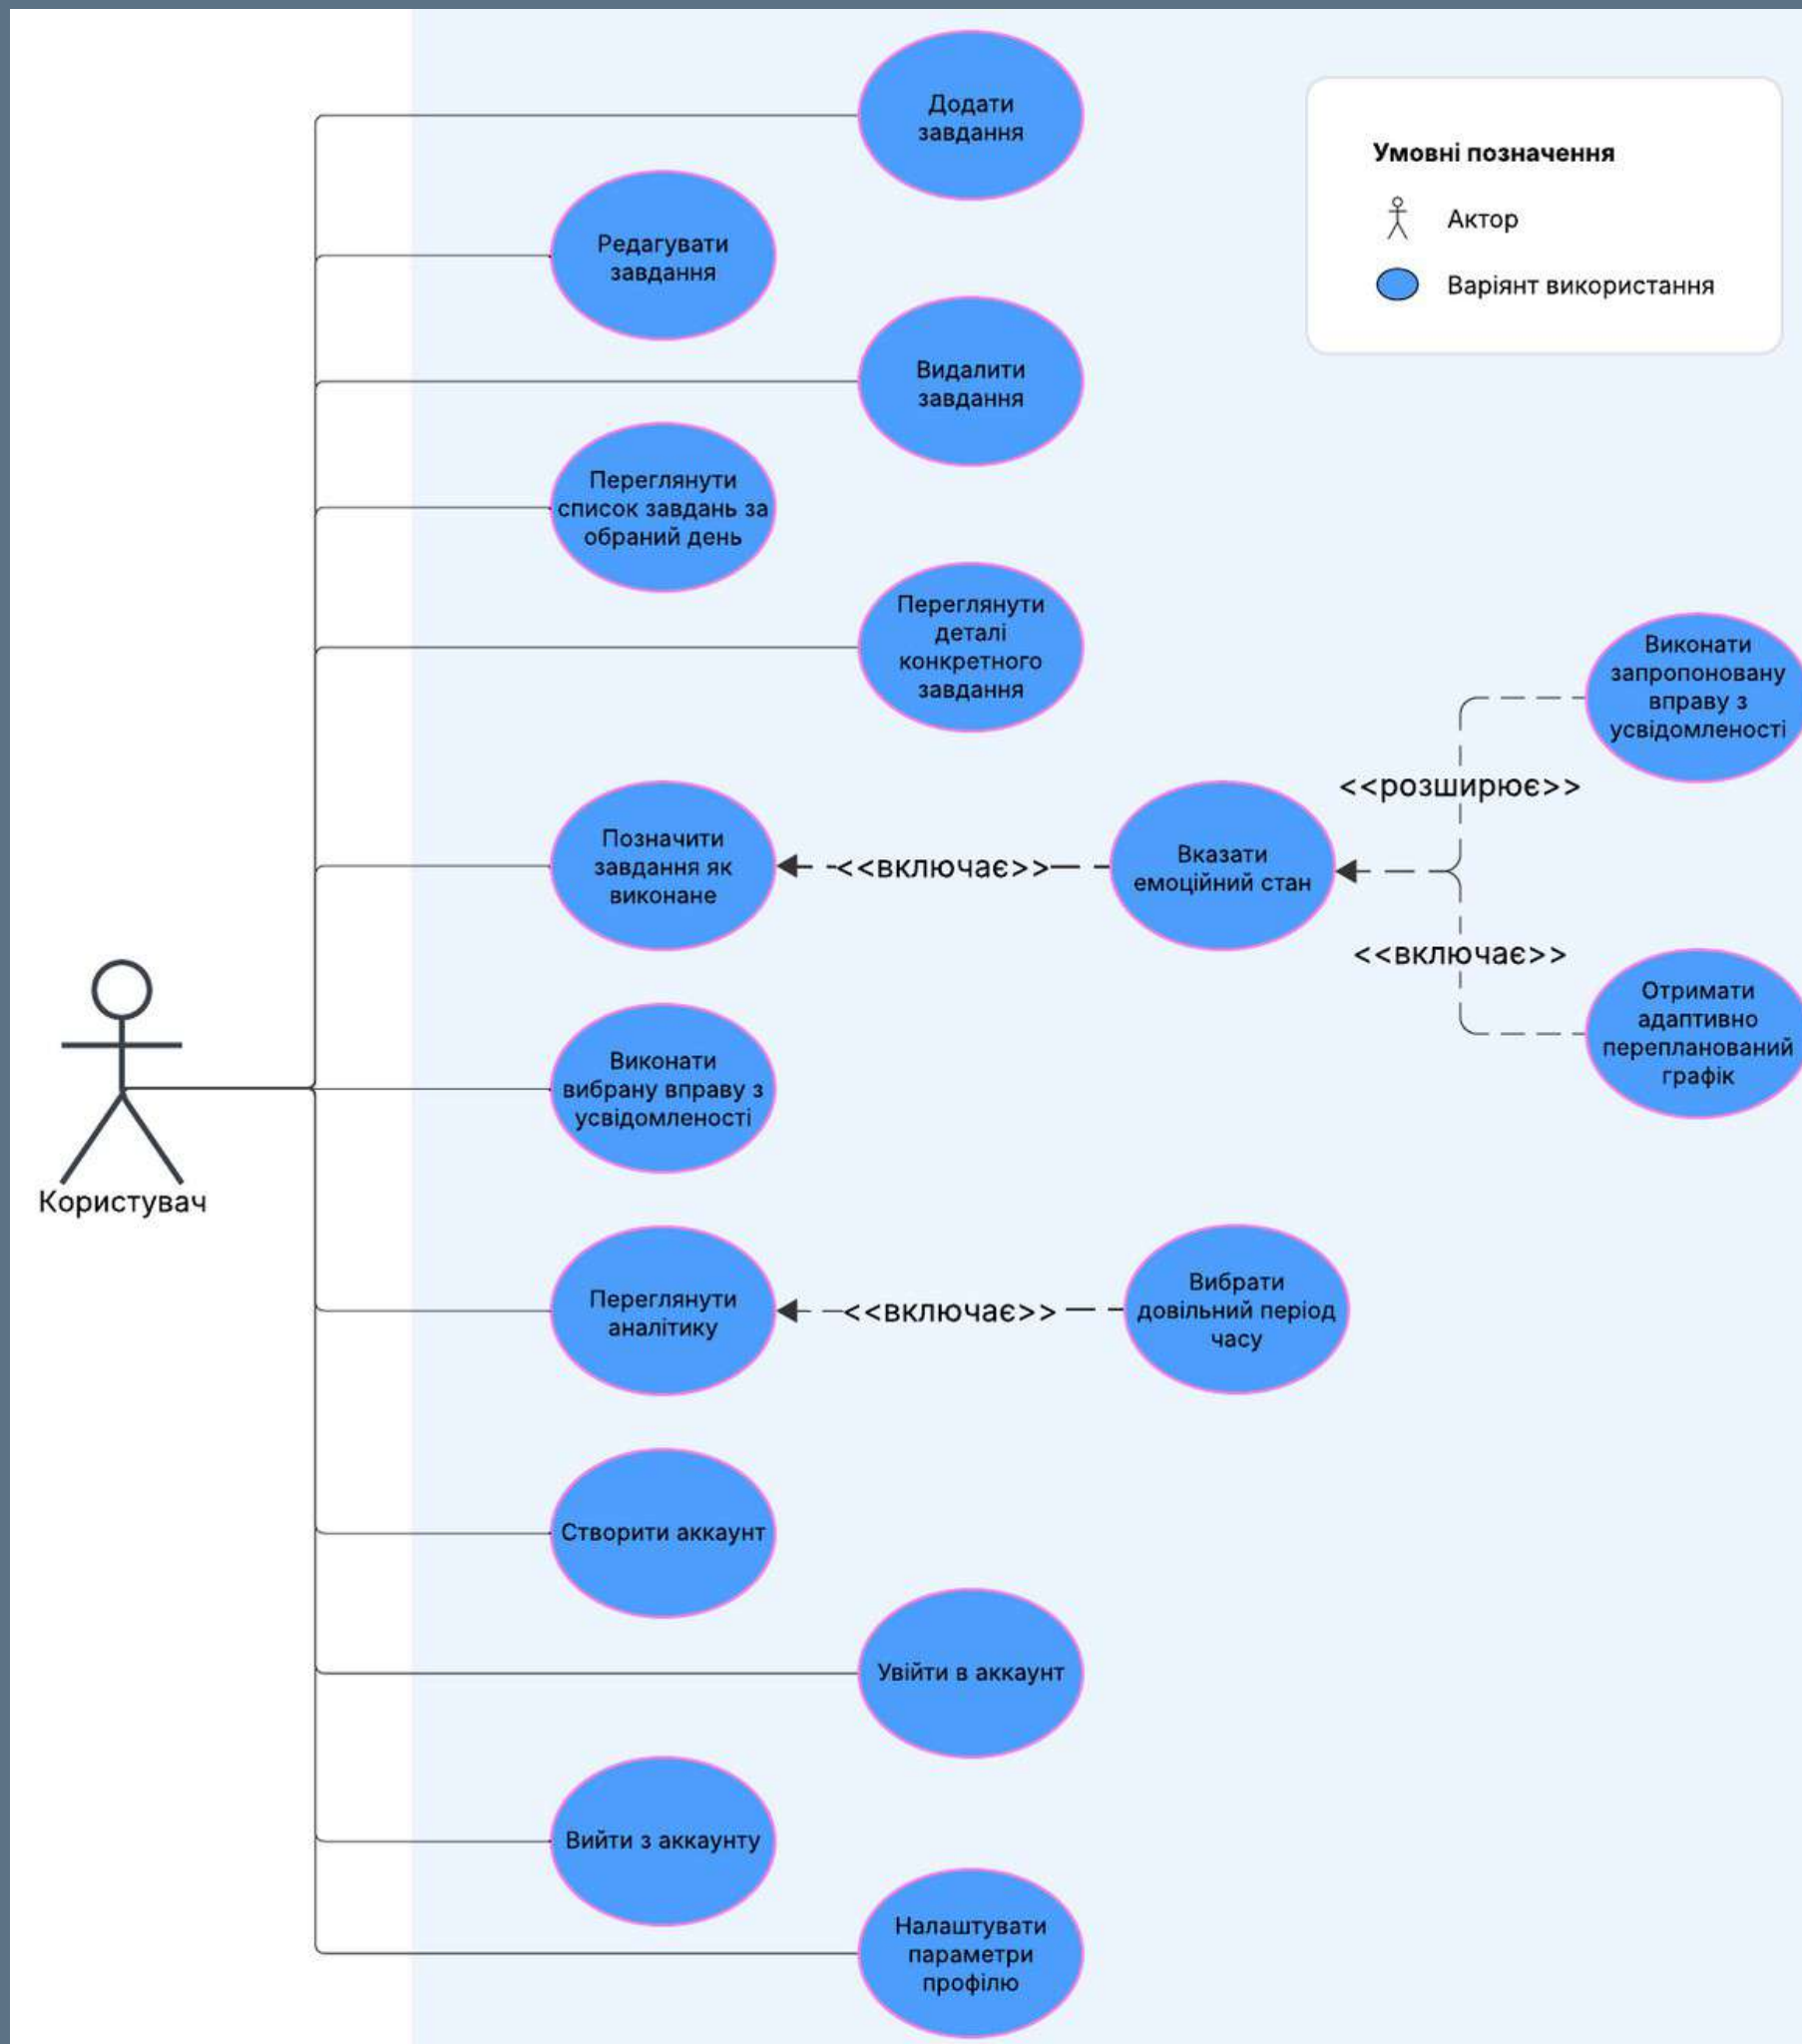 Додати
завдання
Умовні позначення
Актор
Варіянт використання
Редагувати
завдання
Видалити
завдання
Переглянути
список завдань за
обраний день
Переглянути
деталі
конкретного
завдання
Виконати
запропоновану
вправу з
усвідомленості
<<розширює>>
Позначити
завдання як
виконане
<<включає>>
Вказати
емоційний стан
<<включає>>
Отримати
адаптивно
перепланований
графік
Користувач
Виконати
вибрану вправу з
усвідомленості
Переглянути
аналітику
<<включає>>
Вибрати
довільний період
часу
Створити аккаунт
Увійти в аккаунт
Вийти з аккаунту
Налаштувати
параметри
профілю